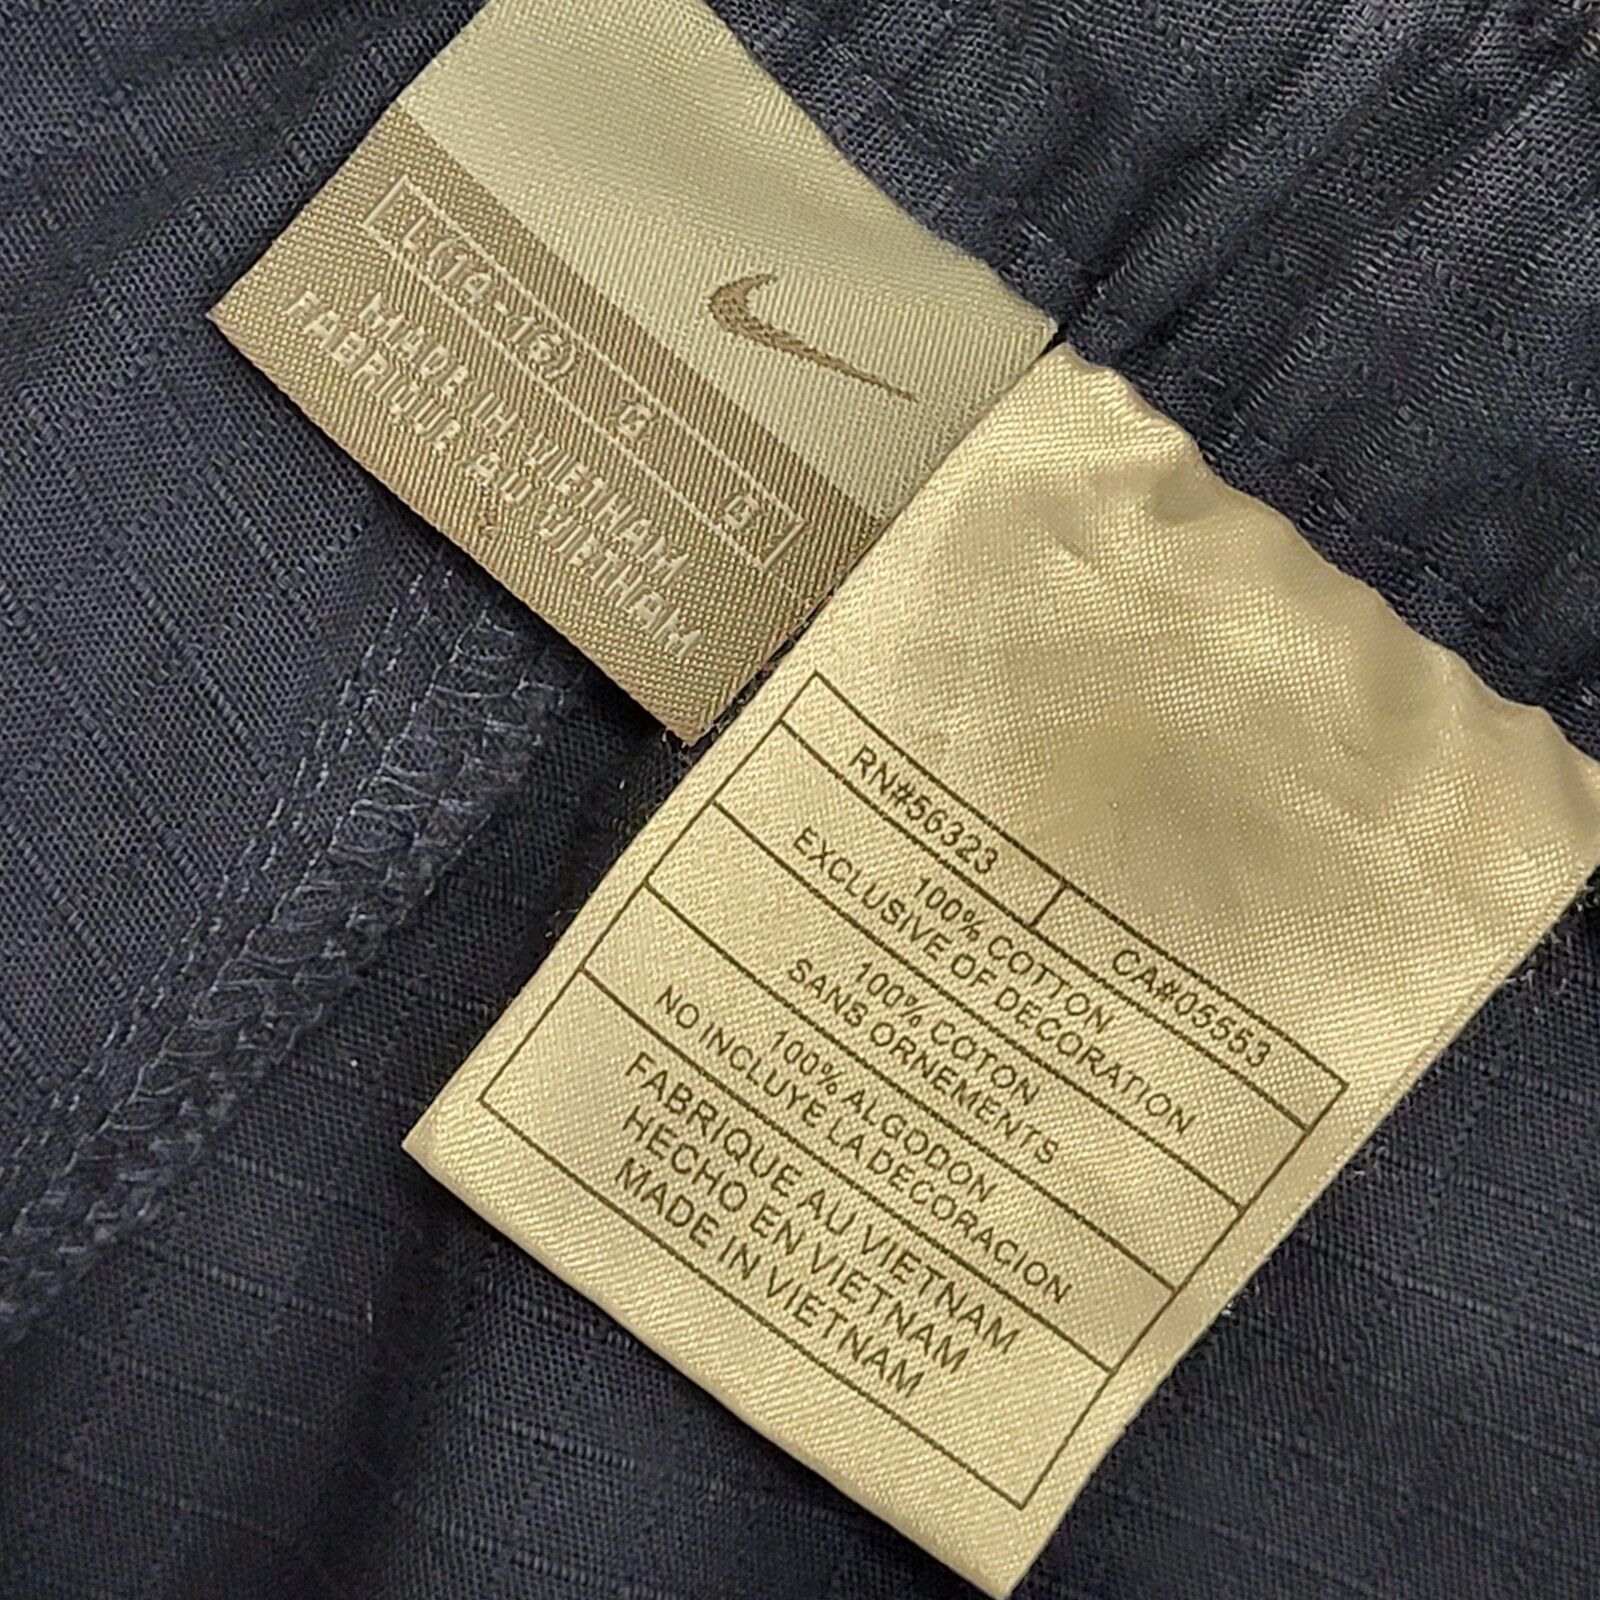 L(14-16) G G
MADE IN VIETNAM
FABRIQUE AU VIETNAM
RN#56323 CA#05553
100% COTTON
EXCLUSIVE OF DECORATION
100% COTON
SANS ORNEMENTS
100% ALGODON
NO INCLUYE LA DECORACION
FABRIQUE AU VIETNAM
HECHO EN VIETNAM
MADE IN VIETNAM